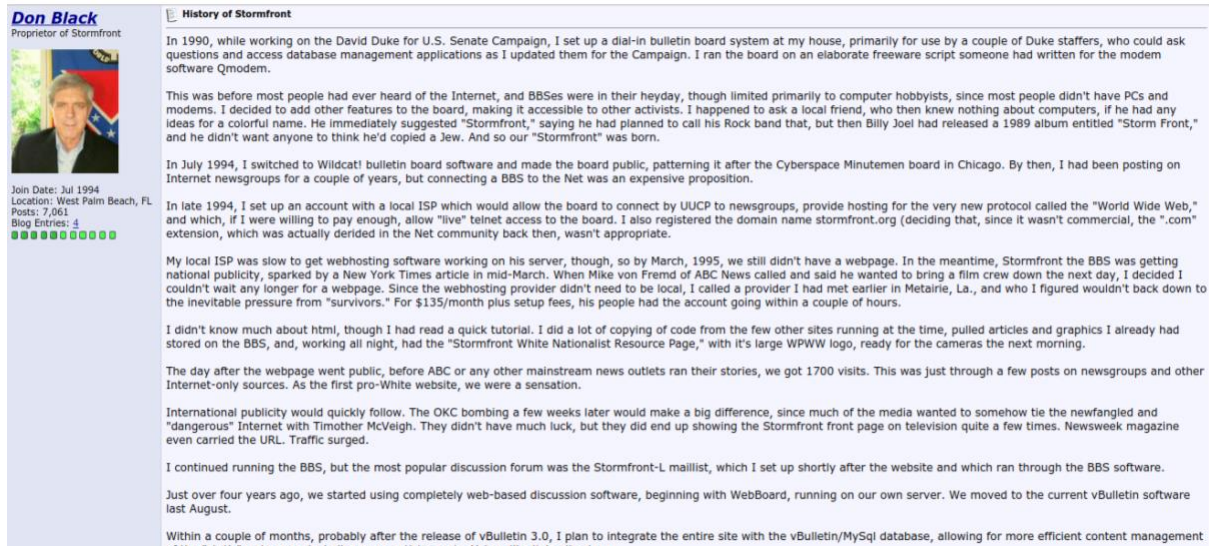 Don Black
Proprietor of Stormfront
Join Date: Jul 1994
Location: West Palm Beach, FL
Posts: 7,061
Blog Entries: 4
History of Stormfront
In 1990, while working on the David Duke for U.S. Senate Campaign, I set up a dial-in bulletin board system at my house, primarily for use by a couple of Duke staffers, who could ask
questions and access database management applications as I updated them for the Campaign. I ran the board on an elaborate freeware script someone had written for the modem
software Qmodem.
This was before most people had ever heard of the Internet, and BBSes were in their heyday, though limited primarily to computer hobbyists, since most people didn't have PCs and
modems. I decided to add other features to the board, making it accessible to other activists. I happened to ask a local friend, who then knew nothing about computers, if he had any
ideas for a colorful name. He immediately suggested "Stormfront," saying he had planned to call his Rock band that, but then Billy Joel had released a 1989 album entitled "Storm Front,"
and he didn't want anyone to think he'd copied a Jew. And so our "Stormfront" was born.
In July 1994, I switched to Wildcat! bulletin board software and made the board public, patterning it after the Cyberspace Minutemen board in Chicago. By then, I had been posting on
Internet newsgroups for a couple of years, but connecting a BBS to the Net was an expensive proposition.
In late 1994, I set up an account with a local ISP which would allow the board to connect by UUCP to newsgroups, provide hosting for the very new protocol called the "World Wide Web,"
and which, if I were willing to pay enough, allow "live" telnet access to the board. I also registered the domain name stormfront.org (deciding that, since it wasn't commercial, the ".com"
extension, which was actually derided in the Net community back then, wasn't appropriate.
My local ISP was slow to get webhosting software working on his server, though, so by March, 1995, we still didn't have a webpage. In the meantime, Stormfront the BBS was getting
national publicity, sparked by a New York Times article in mid-March. When Mike von Fremd of ABC News called and said he wanted to bring a film crew down the next day, I decided I
couldn't wait any longer for a webpage. Since the webhosting provider didn't need to be local, I called a provider I had met earlier in Metairie, La., and who I figured wouldn't back down to
the inevitable pressure from "survivors." For $135/month plus setup fees, his people had the account going within a couple of hours.
I didn't know much about html, though I had read a quick tutorial. I did a lot of copying of code from the few other sites running at the time, pulled articles and graphics I already had
stored on the BBS, and, working all night, had the "Stormfront White Nationalist Resource Page," with it's large WPWW logo, ready for the cameras the next morning.
The day after the webpage went public, before ABC or any other mainstream news outlets ran their stories, we got 1700 visits. This was just through a few posts on newsgroups and other
Internet-only sources. As the first pro-White website, we were a sensation.
International publicity would quickly follow. The OKC bombing a few weeks later would make a big difference, since much of the media wanted to somehow tie the newfangled and
"dangerous" Internet with Timother McVeigh. They didn't have much luck, but they did end up showing the Stormfront front page on television quite a few times. Newsweek magazine
even carried the URL. Traffic surged.
I continued running the BBS, but the most popular discussion forum was the Stormfront-L maillist, which I set up shortly after the website and which ran through the BBS software.
Just over four years ago, we started using completely web-based discussion software, beginning with WebBoard, running on our own server. We moved to the current vBulletin software
last August.
Within a couple of months, probably after the release of vBulletin 3.0, I plan to integrate the entire site with the vBulletin/MySql database, allowing for more efficient content management